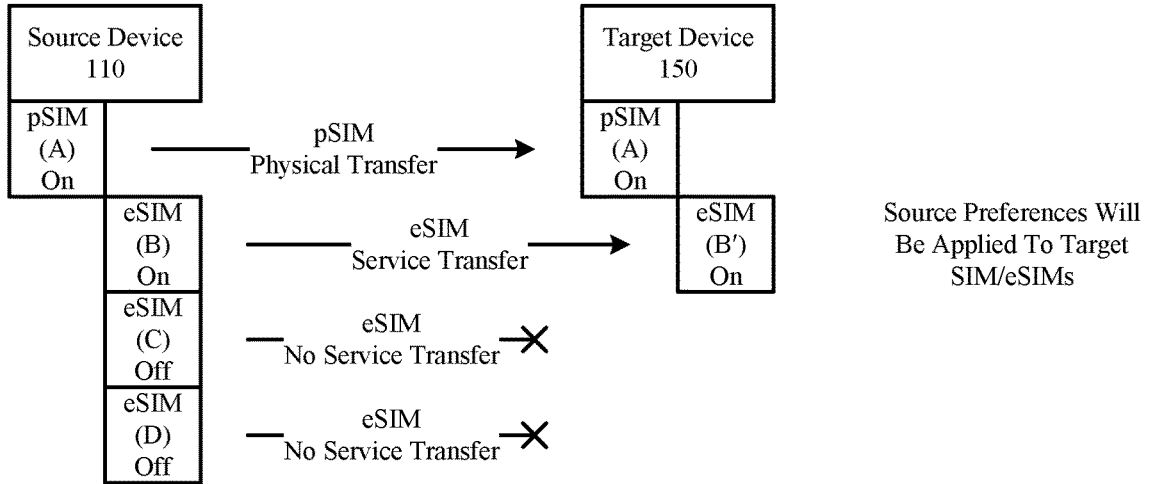 Source Device
110
Target Device
150
pSIM
(A)
On
pSIM
Physical Transfer
pSIM
(A)
On
eSIM
(B)
On
eSIM
Service Transfer
eSIM
(B′)
On
Source Preferences Will
Be Applied To Target
SIM/eSIMs
eSIM
(C)
Off
eSIM
No Service Transfer
eSIM
(D)
Off
eSIM
No Service Transfer